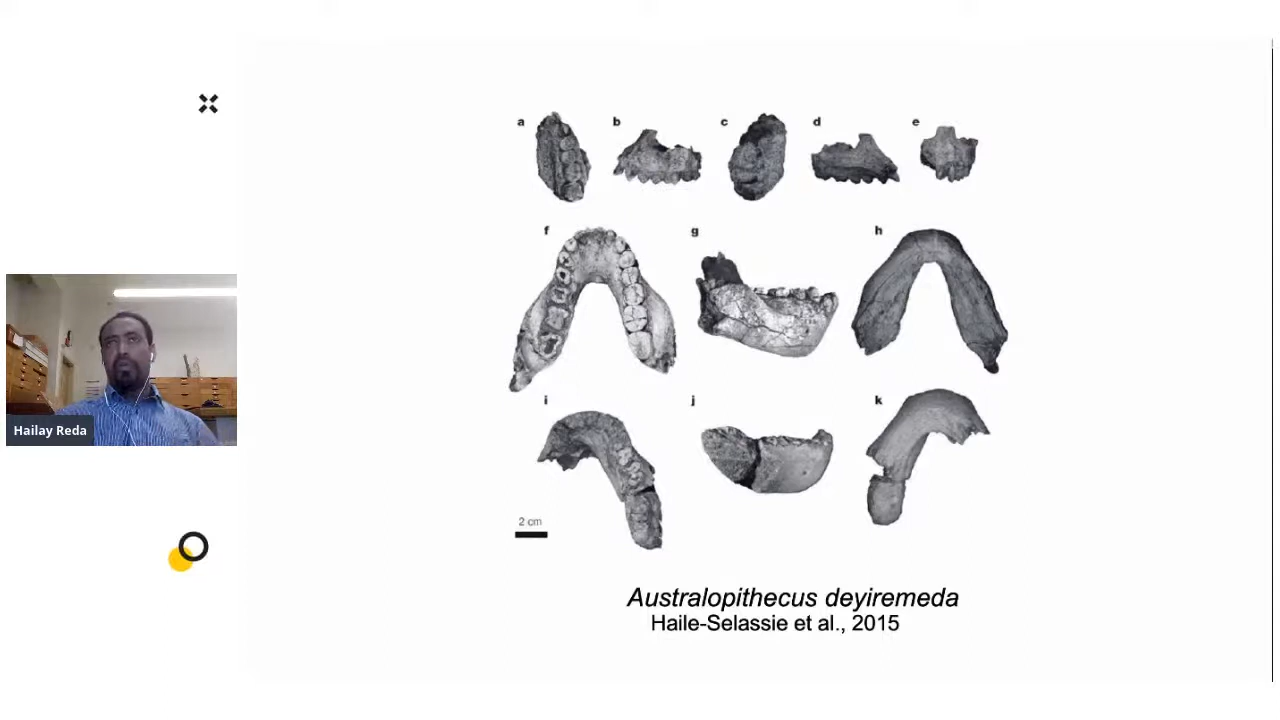 a b c d e
f g h
i j k
Hailay Reda
2 cm
Australopithecus deyiremeda
Haile-Selassie et al., 2015